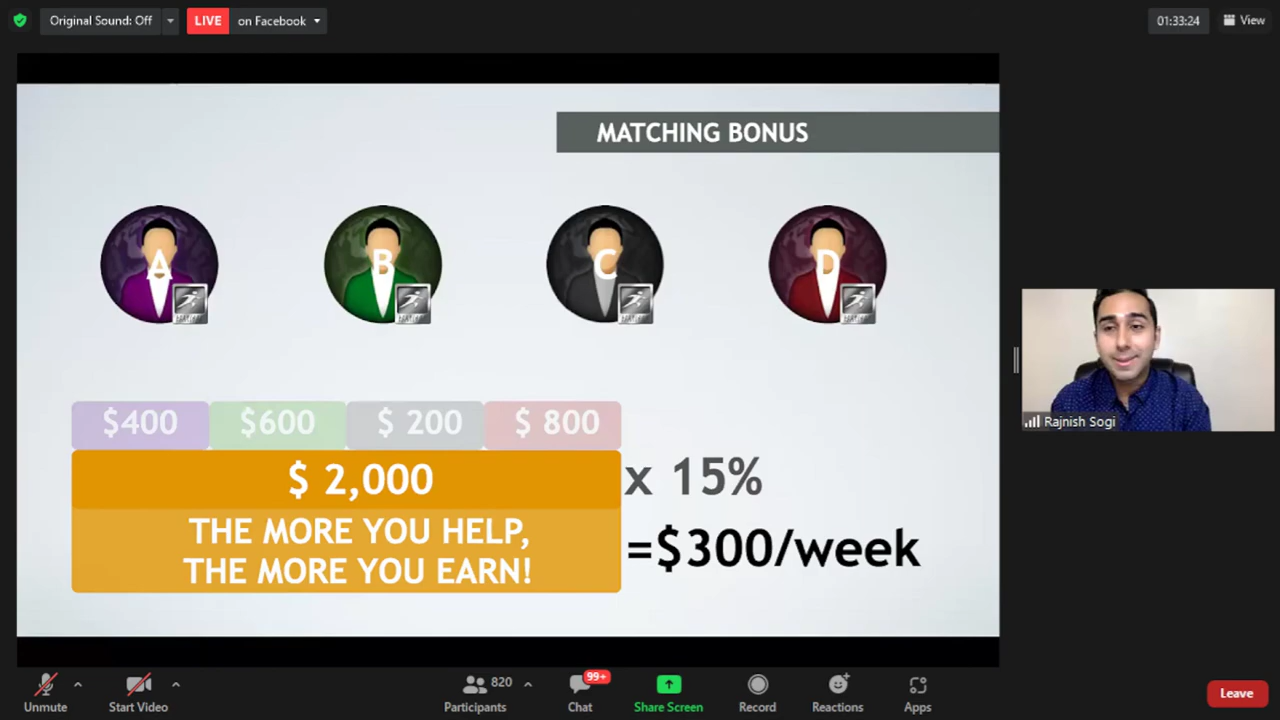 Original Sound: Off
LIVE on Facebook
01:33:24
View
MATCHING BONUS
A
B
C
D
$400 $600 $ 200 $ 800
$ 2,000
x 15%
THE MORE YOU HELP,
THE MORE YOU EARN!
=$300/week
Rajnish Sogi
Unmute
Start Video
820
Participants
99+
Chat
Share Screen
Record
Reactions
Apps
Leave